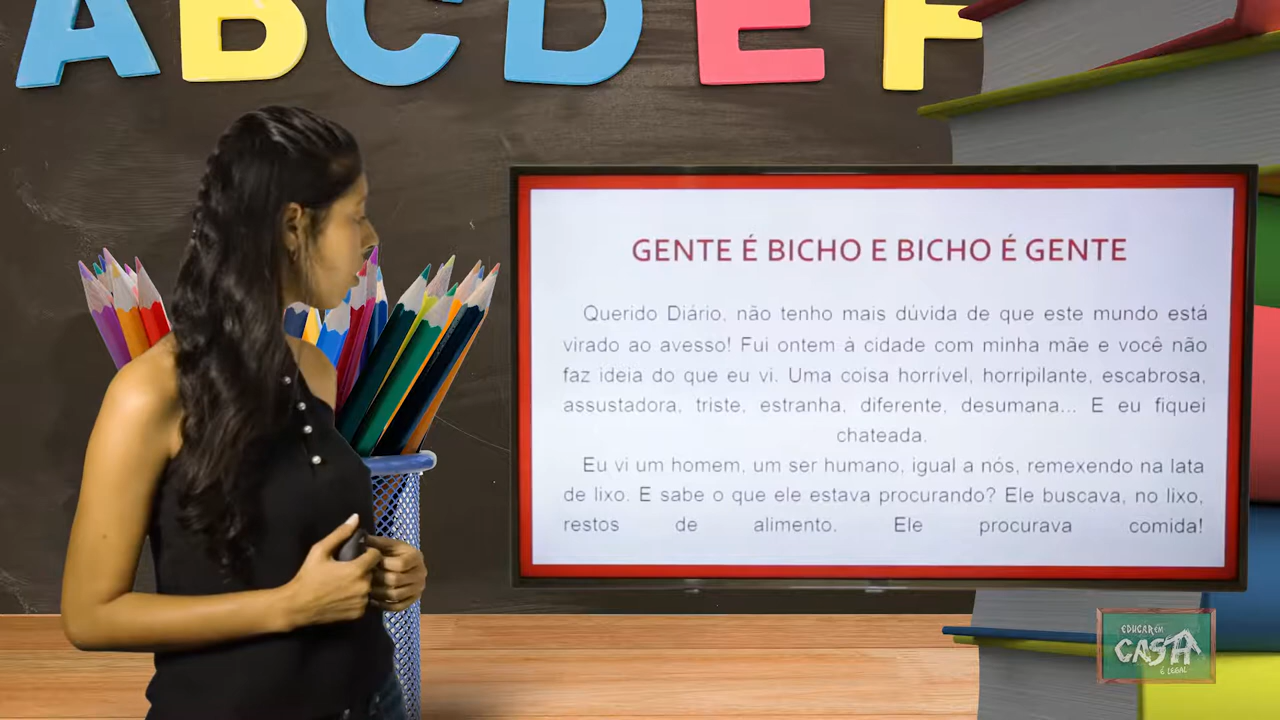 ABCDEF
GENTE É BICHO E BICHO É GENTE
Querido Diário, não tenho mais dúvida de que este mundo está
virado ao avesso! Fui ontem à cidade com minha mãe e você não
faz ideia do que eu vi. Uma coisa horrível, horripilante, escabrosa,
assustadora, triste, estranha, diferente, desumana... E eu fiquei
chateada.
Eu vi um homem, um ser humano, igual a nós, remexendo na lata
de lixo. E sabe o que ele estava procurando? Ele buscava, no lixo,
restos de alimento. Ele procurava comida!
EDUCAR EM
CASA
É LEGAL